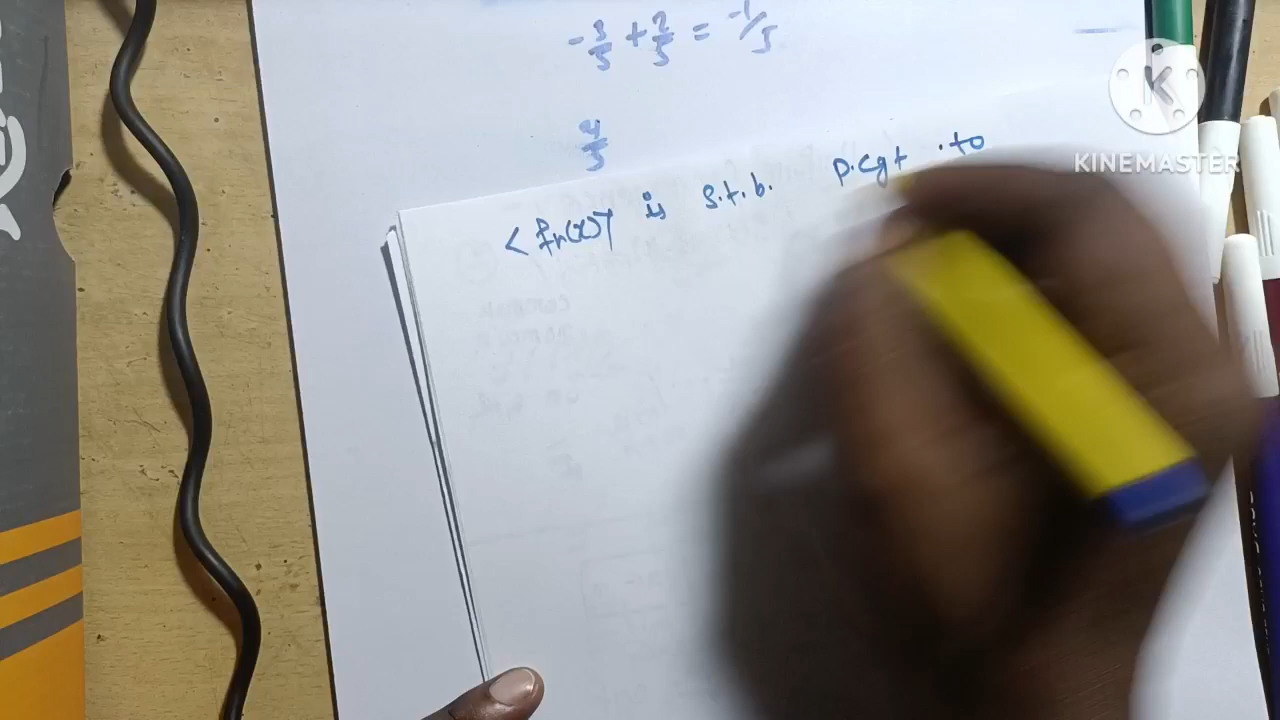 -3/5 + 2/5 = -1/5
4/5
<fn(x)> is s.t.b. p.cgt to
K
KINEMASTER